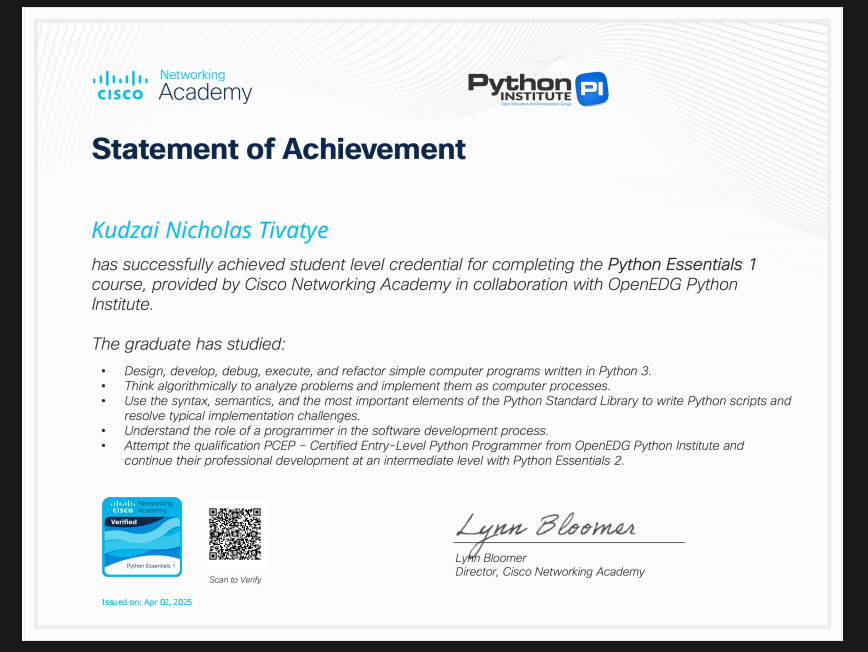 CISCO
Networking
Academy
Python
INSTITUTE
PI
Open Education and Development Group
Statement of Achievement
Kudzai Nicholas Tivatye
has successfully achieved student level credential for completing the Python Essentials 1
course, provided by Cisco Networking Academy in collaboration with OpenEDG Python
Institute.
The graduate has studied:
• Design, develop, debug, execute, and refactor simple computer programs written in Python 3.
• Think algorithmically to analyze problems and implement them as computer processes.
• Use the syntax, semantics, and the most important elements of the Python Standard Library to write Python scripts and
resolve typical implementation challenges.
• Understand the role of a programmer in the software development process.
• Attempt the qualification PCEP – Certified Entry-Level Python Programmer from OpenEDG Python Institute and
continue their professional development at an intermediate level with Python Essentials 2.
CISCO
Networking
Academy
Verified
Python Essentials 1
Scan to Verify
Lynn Bloomer
Lynn Bloomer
Director, Cisco Networking Academy
Issued on: Apr 02, 2025